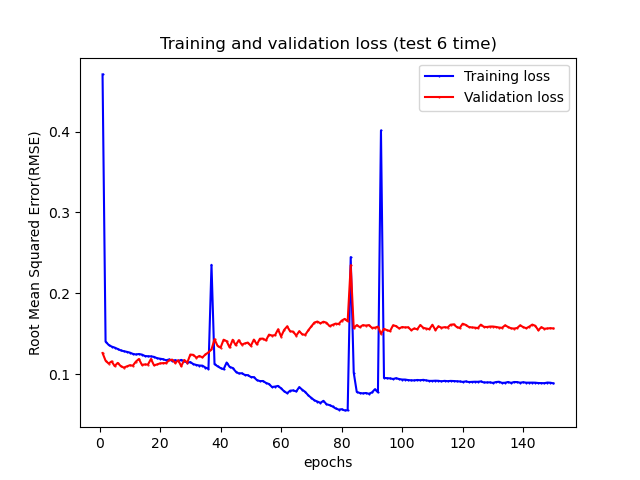 Training and validation loss (test 6 time)
Training loss
Validation loss
Root Mean Squared Error(RMSE)
0.4
0.3
0.2
0.1
0 20 40 60 80 100 120 140
epochs